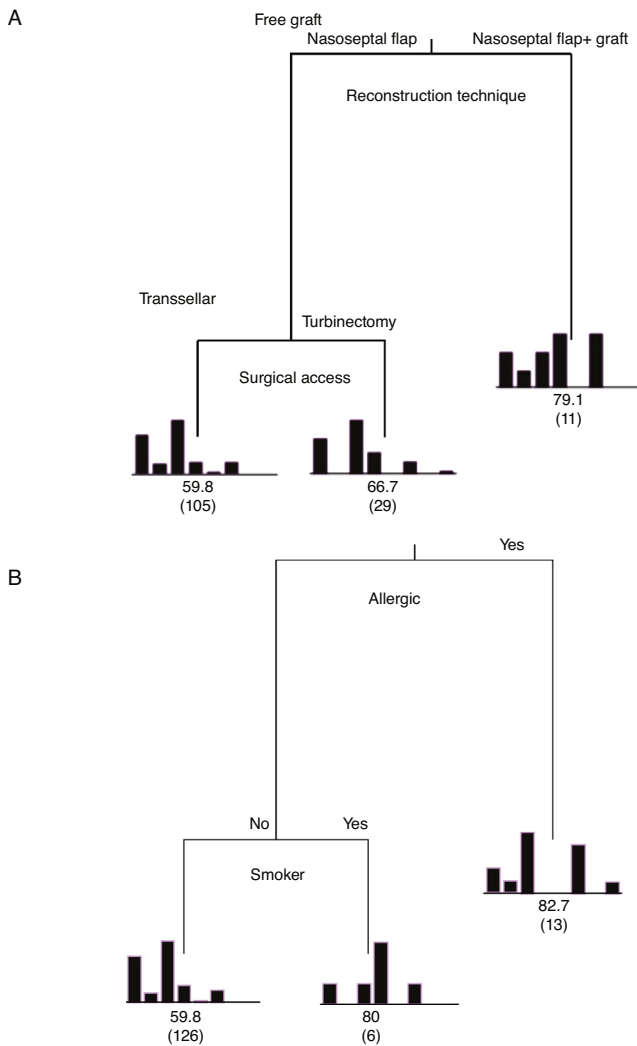 A
Free graft
Nasoseptal flap
Nasoseptal flap+ graft
Reconstruction technique
Transsellar
Turbinectomy
Surgical access
79.1
(11)
59.8
(105)
66.7
(29)
B
Yes
Allergic
No
Yes
Smoker
82.7
(13)
59.8
(126)
80
(6)